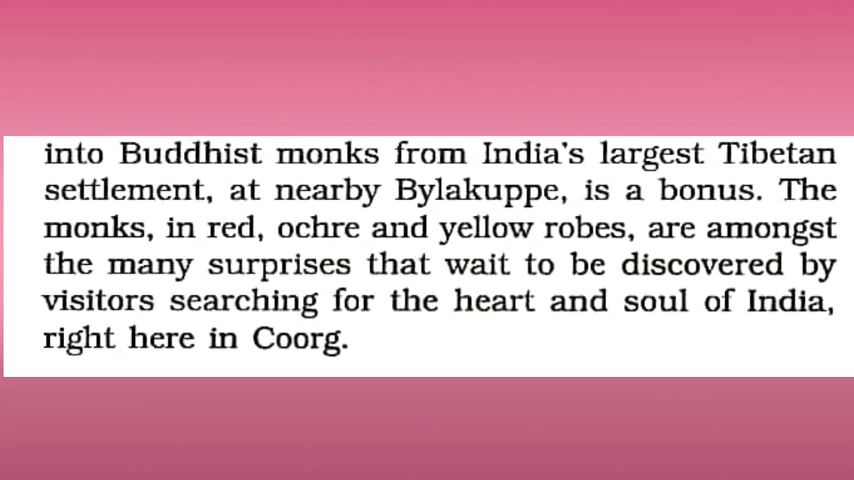 into Buddhist monks from India's largest Tibetan
settlement, at nearby Bylakuppe, is a bonus. The
monks, in red, ochre and yellow robes, are amongst
the many surprises that wait to be discovered by
visitors searching for the heart and soul of India,
right here in Coorg.